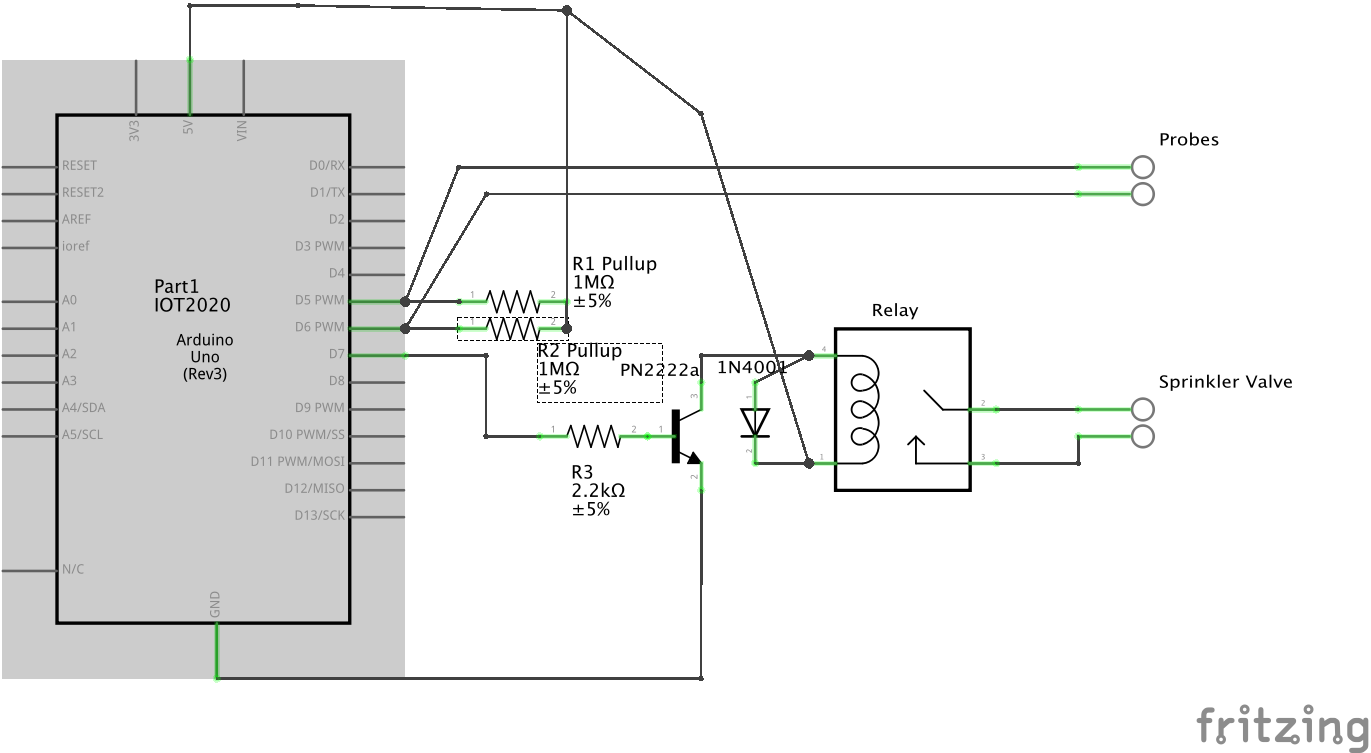 3V3
5V
VIN
RESET
RESET2
AREF
ioref
A0
A1
A2
A3
A4/SDA
A5/SCL
N/C
Part1
IOT2020
Arduino
Uno
(Rev3)
D0/RX
D1/TX
D2
D3 PWM
D4
D5 PWM
D6 PWM
D7
D8
D9 PWM
D10 PWM/SS
D11 PWM/MOSI
D12/MISO
D13/SCK
GND
R1 Pullup
1MΩ
±5%
1
2
1
2
R2 Pullup
1MΩ
±5%
PN2222a
3
1
2
1
2
R3
2.2kΩ
±5%
1N4001
1
2
Relay
4
1
2
3
Probes
Sprinkler Valve
fritzing